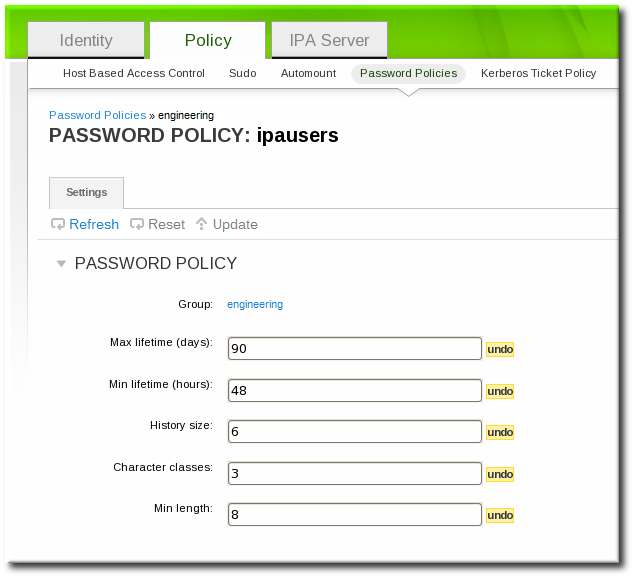 Identity Policy IPA Server
Host Based Access Control Sudo Automount Password Policies Kerberos Ticket Policy
Password Policies » engineering
PASSWORD POLICY: ipausers
Settings
Refresh Reset Update
PASSWORD POLICY
Group: engineering
Max lifetime (days): 90 undo
Min lifetime (hours): 48 undo
History size: 6 undo
Character classes: 3 undo
Min length: 8 undo